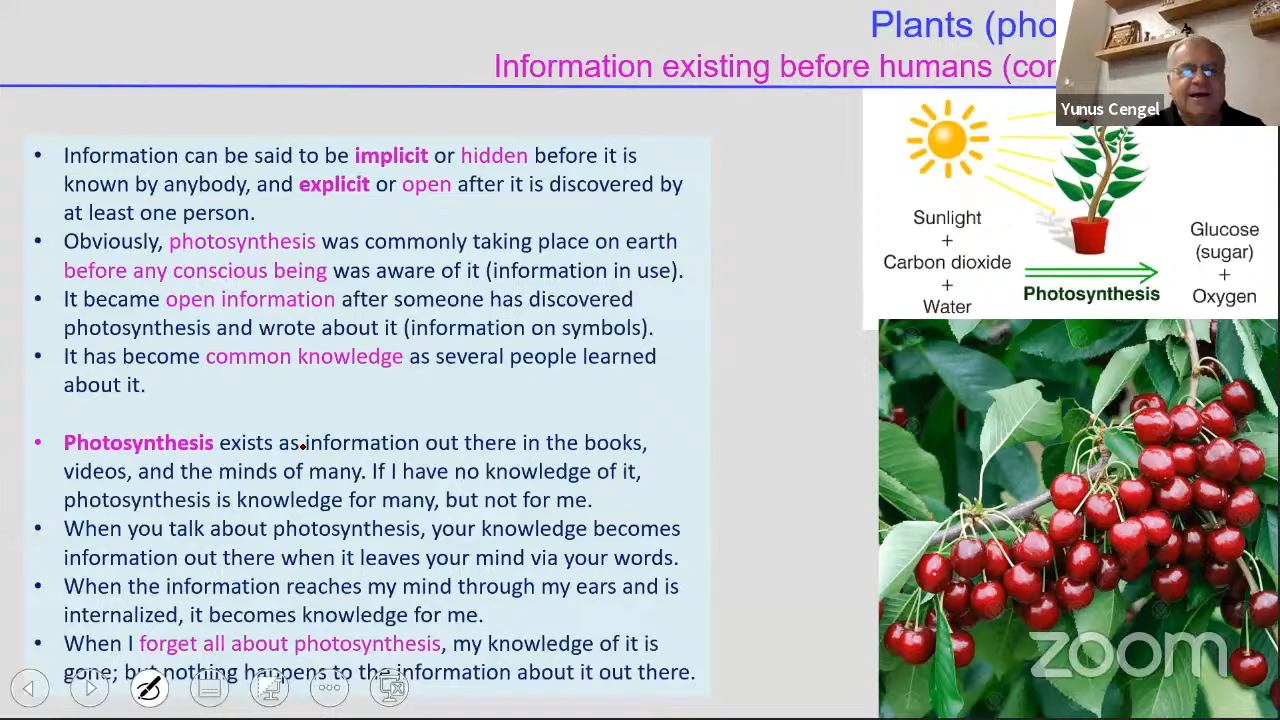 Plants (pho
Information existing before humans (con
Yunus Cengel
• Information can be said to be implicit or hidden before it is
known by anybody, and explicit or open after it is discovered by
at least one person.
• Obviously, photosynthesis was commonly taking place on earth
before any conscious being was aware of it (information in use).
• It became open information after someone has discovered
photosynthesis and wrote about it (information on symbols).
• It has become common knowledge as several people learned
about it.
• Photosynthesis exists as information out there in the books,
videos, and the minds of many. If I have no knowledge of it,
photosynthesis is knowledge for many, but not for me.
• When you talk about photosynthesis, your knowledge becomes
information out there when it leaves your mind via your words.
• When the information reaches my mind through my ears and is
internalized, it becomes knowledge for me.
• When I forget all about photosynthesis, my knowledge of it is
gone; but nothing happens to the information about it out there.
Sunlight
+
Carbon dioxide
+
Water
Photosynthesis
Glucose
(sugar)
+
Oxygen
zoom